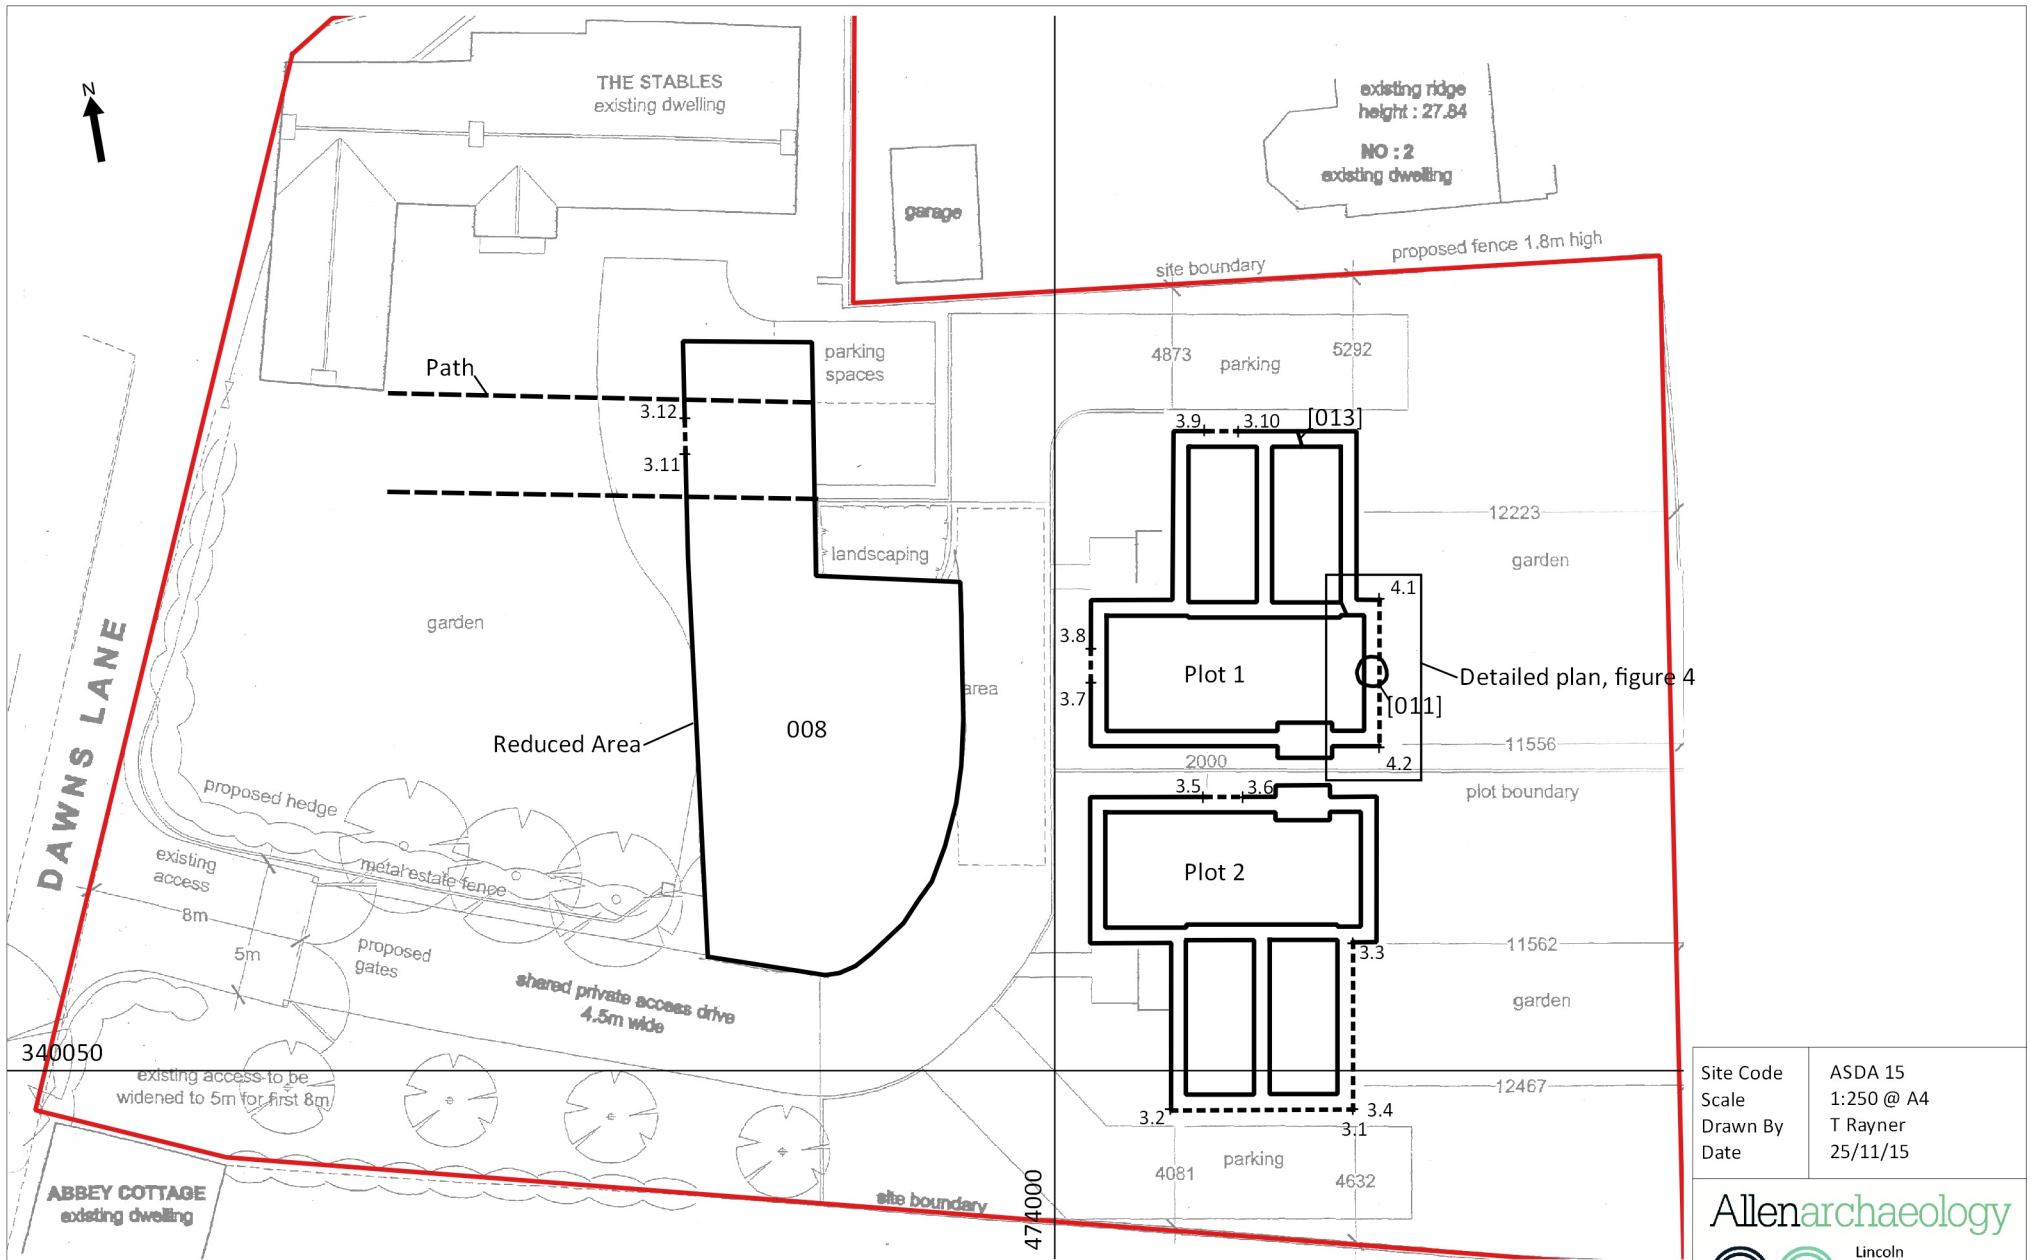 N
THE STABLES
existing dwelling
existing ridge
height : 27.84
NO : 2
existing dwelling
garage
site boundary
proposed fence 1.8m high
Path
parking
spaces
4873
parking
5292
3.12
3.11
3.9
3.10
[013]
12223
garden
landscaping
4.1
garden
DAWNS LANE
3.8
3.7
Plot 1
Detailed plan, figure 4
[011]
area
008
Reduced Area
11556
4.2
2000
3.5
3.6
plot boundary
proposed hedge
existing
access
metal estate fence
8m
5m
proposed
gates
Plot 2
11562
3.3
garden
shared private access drive
4.5m wide
340050
existing access to be
widened to 5m for first 8m
12467
3.2
3.4
3.1
parking
4081
4632
474000
site boundary
ABBEY COTTAGE
existing dwelling
Site Code ASDA 15
Scale 1:250 @ A4
Drawn By T Rayner
Date 25/11/15
Allenarchaeology
Lincoln